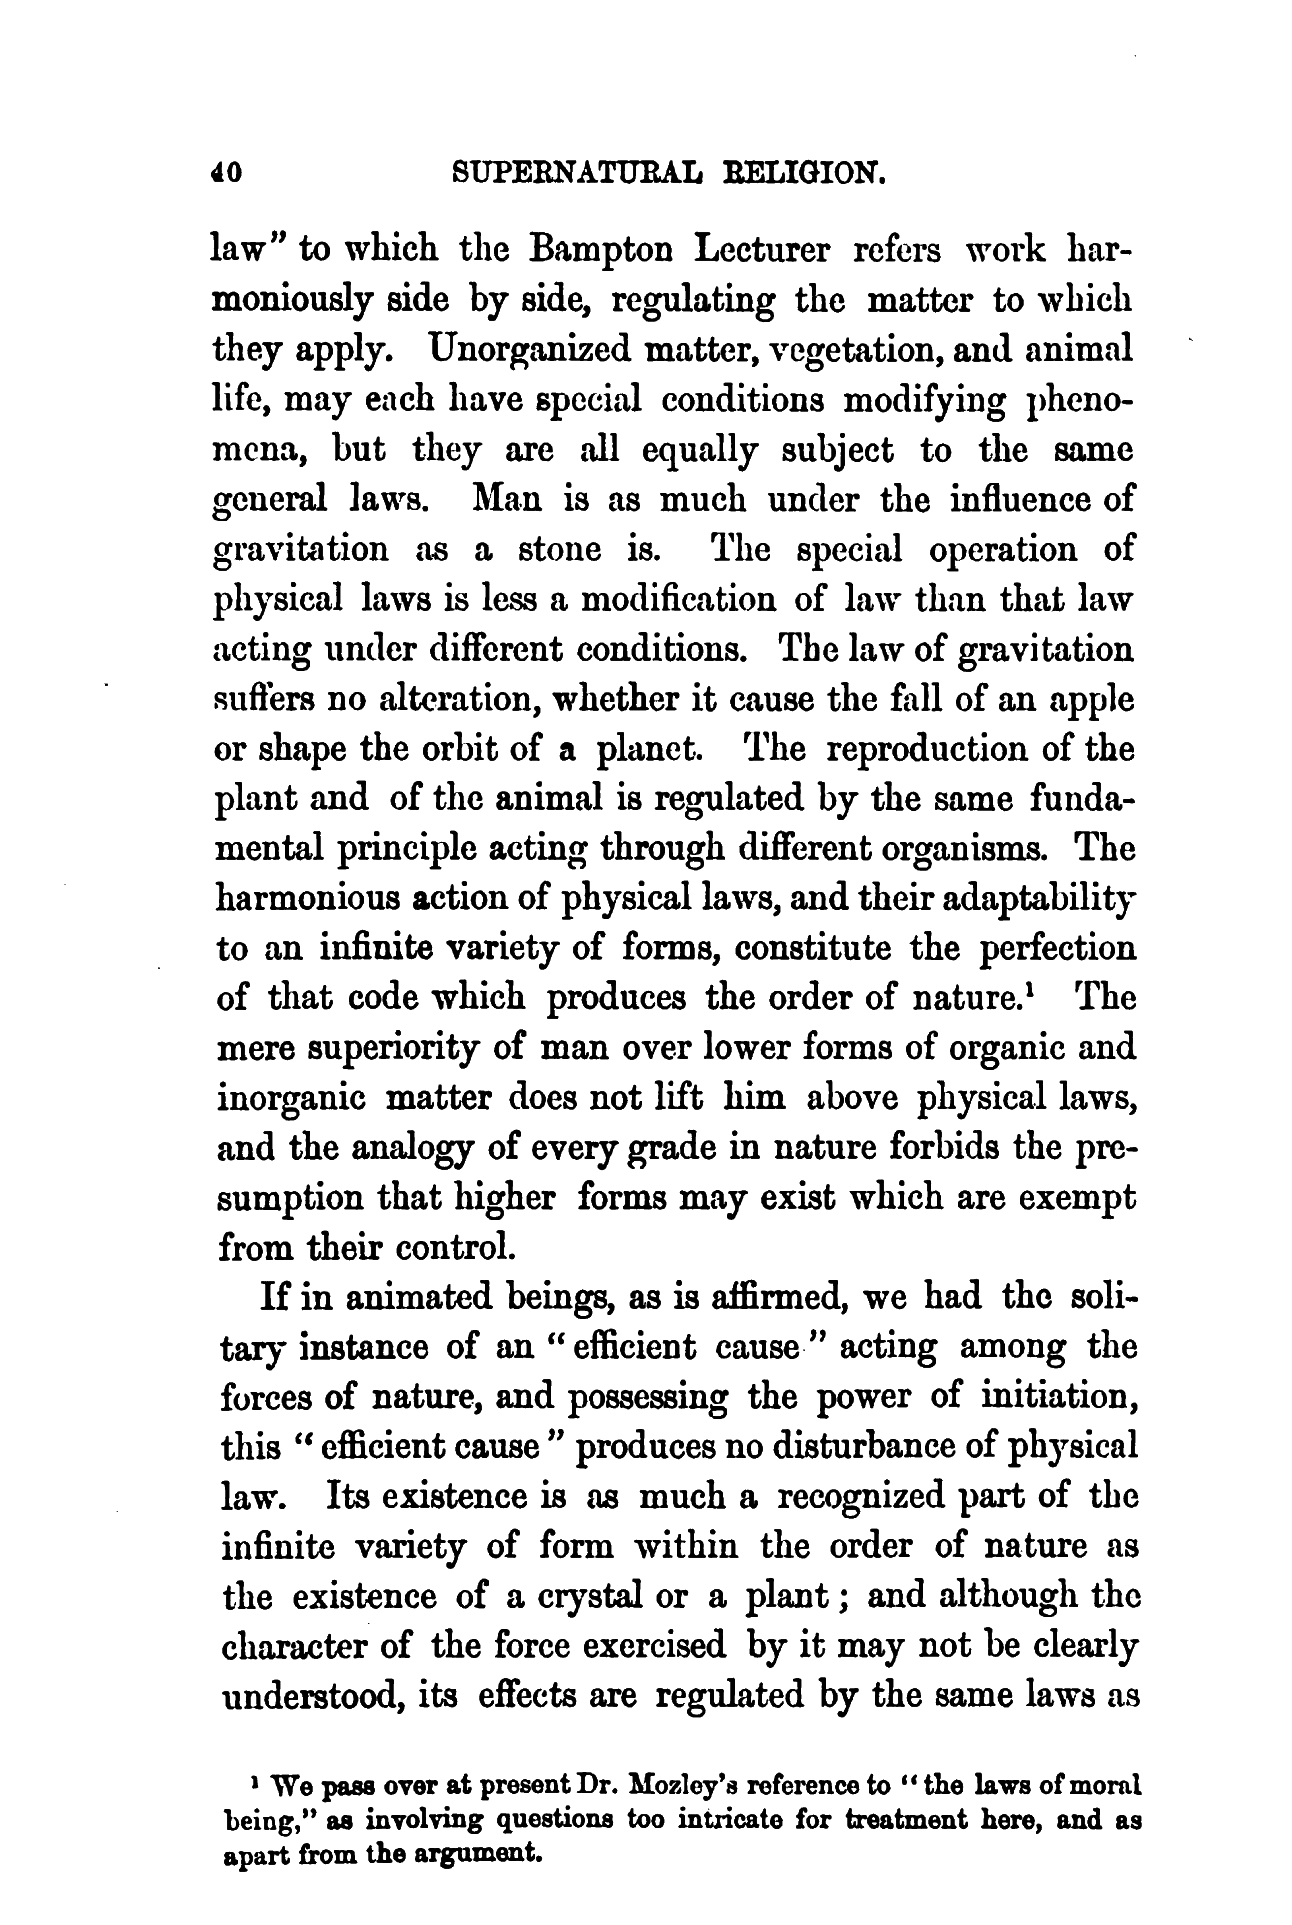 40 SUPERNATURAL RELIGION.
law” to which the Bampton Lecturer refers work har-
moniously side by side, regulating the matter to which
they apply. Unorganized matter, vegetation, and animal
life, may each have special conditions modifying pheno-
mena, but they are all equally subject to the same
general laws. Man is as much under the influence of
gravitation as a stone is. The special operation of
physical laws is less a modification of law than that law
acting under different conditions. The law of gravitation
suffers no alteration, whether it cause the fall of an apple
or shape the orbit of a planet. The reproduction of the
plant and of the animal is regulated by the same funda-
mental principle acting through different organisms. The
harmonious action of physical laws, and their adaptability
to an infinite variety of forms, constitute the perfection
of that code which produces the order of nature.¹ The
mere superiority of man over lower forms of organic and
inorganic matter does not lift him above physical laws,
and the analogy of every grade in nature forbids the pre-
sumption that higher forms may exist which are exempt
from their control.
If in animated beings, as is affirmed, we had the soli-
tary instance of an “efficient cause” acting among the
forces of nature, and possessing the power of initiation,
this “efficient cause” produces no disturbance of physical
law. Its existence is as much a recognized part of the
infinite variety of form within the order of nature as
the existence of a crystal or a plant; and although the
character of the force exercised by it may not be clearly
understood, its effects are regulated by the same laws as
¹ We pass over at present Dr. Mozley’s reference to “the laws of moral
being,” as involving questions too intricate for treatment here, and as
apart from the argument.